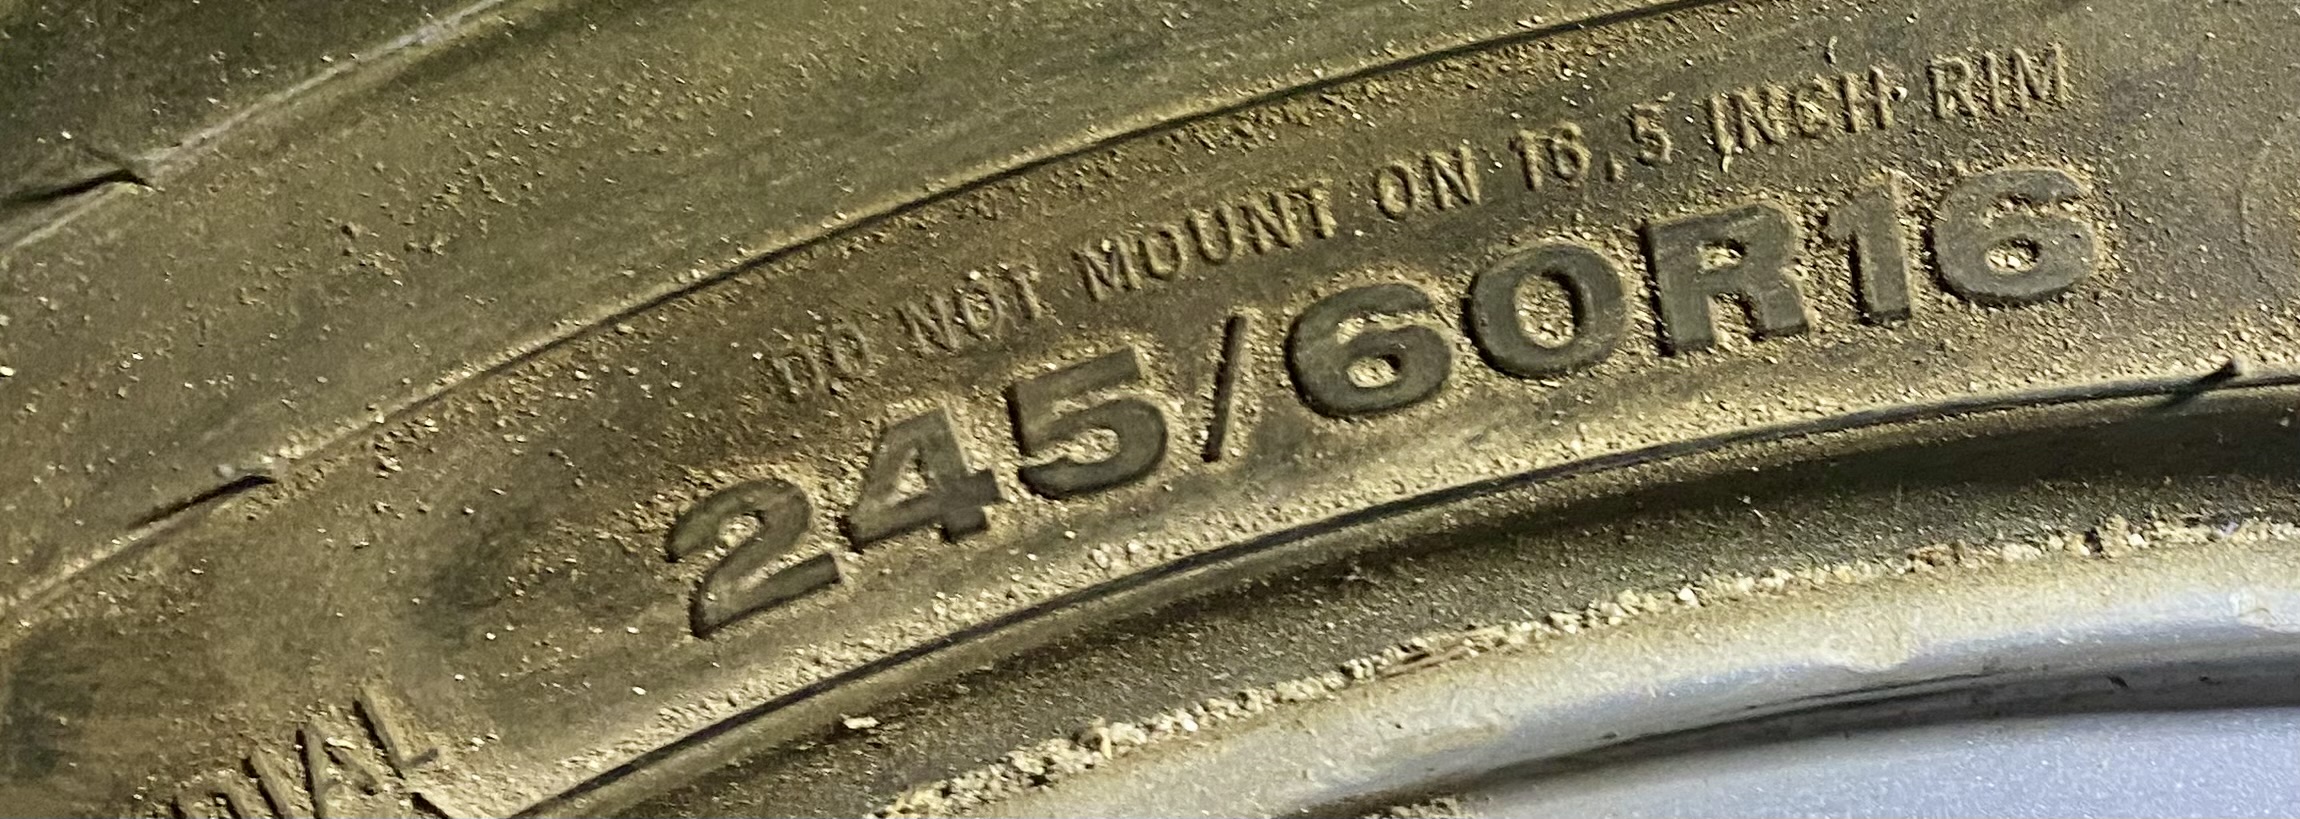 DO NOT MOUNT ON 16.5 INCH RIM
245/60R16